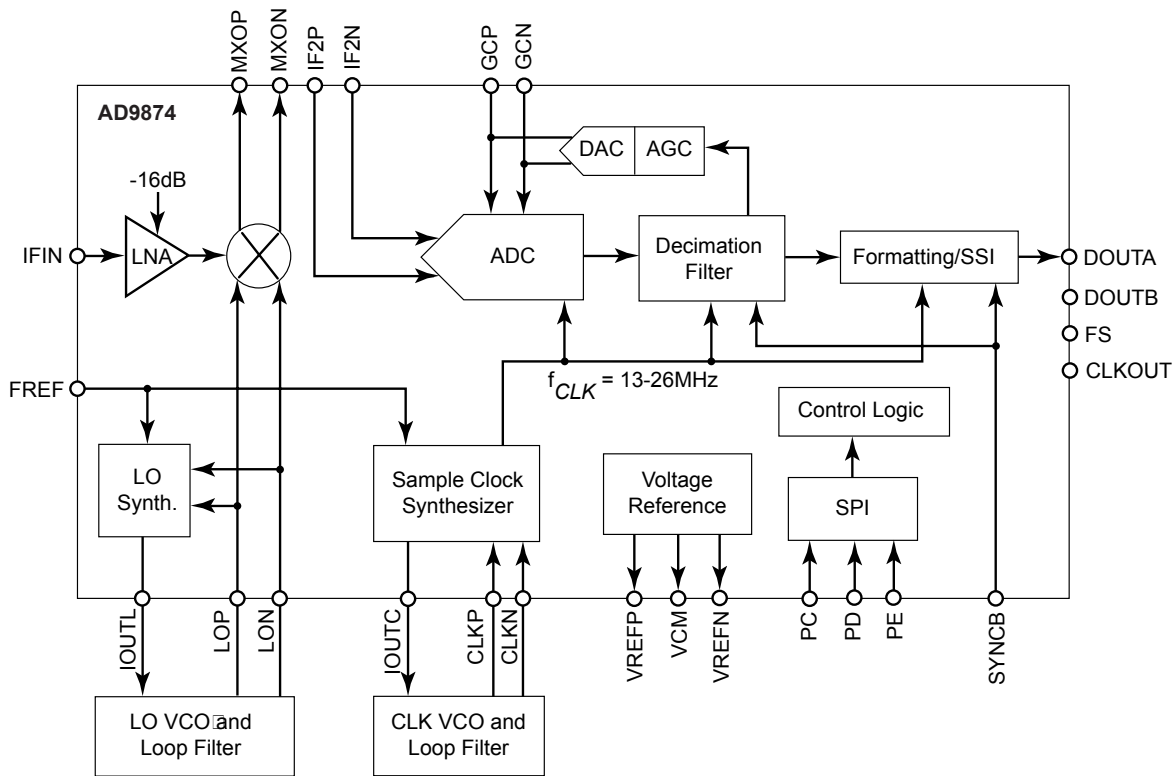 MXOP
MXON
IF2P
IF2N
GCP
GCN
AD9874
DAC
AGC
-16dB
IFIN
LNA
ADC
Decimation
Filter
Formatting/SSI
DOUTA
DOUTB
FS
CLKOUT
FREF
fCLK = 13-26MHz
Control Logic
LO
Synth.
Sample Clock
Synthesizer
Voltage
Reference
SPI
IOUTL
LOP
LON
IOUTC
CLKP
CLKN
VREFP
VCM
VREFN
PC
PD
PE
SYNCB
LO VCO and
Loop Filter
CLK VCO and
Loop Filter